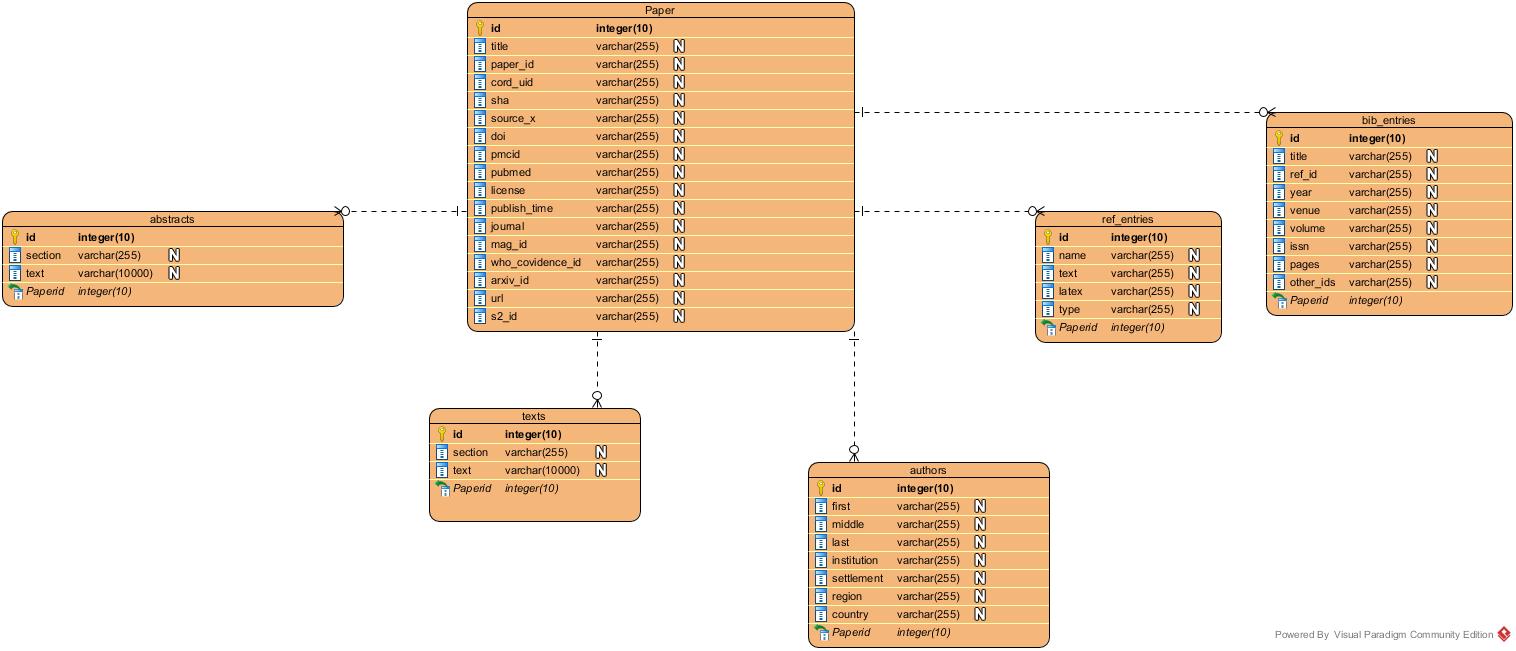 Paper
id integer(10)
title varchar(255) N
paper_id varchar(255) N
cord_uid varchar(255) N
sha varchar(255) N
source_x varchar(255) N
doi varchar(255) N
pmcid varchar(255) N
pubmed varchar(255) N
license varchar(255) N
publish_time varchar(255) N
journal varchar(255) N
mag_id varchar(255) N
who_covidence_id varchar(255) N
arxiv_id varchar(255) N
url varchar(255) N
s2_id varchar(255) N
bib_entries
id integer(10)
title varchar(255) N
ref_id varchar(255) N
year varchar(255) N
venue varchar(255) N
volume varchar(255) N
issn varchar(255) N
pages varchar(255) N
other_ids varchar(255) N
Paperid integer(10)
abstracts
id integer(10)
section varchar(255) N
text varchar(10000) N
Paperid integer(10)
ref_entries
id integer(10)
name varchar(255) N
text varchar(255) N
latex varchar(255) N
type varchar(255) N
Paperid integer(10)
texts
id integer(10)
section varchar(255) N
text varchar(10000) N
Paperid integer(10)
authors
id integer(10)
first varchar(255) N
middle varchar(255) N
last varchar(255) N
institution varchar(255) N
settlement varchar(255) N
region varchar(255) N
country varchar(255) N
Paperid integer(10)
Powered By Visual Paradigm Community Edition